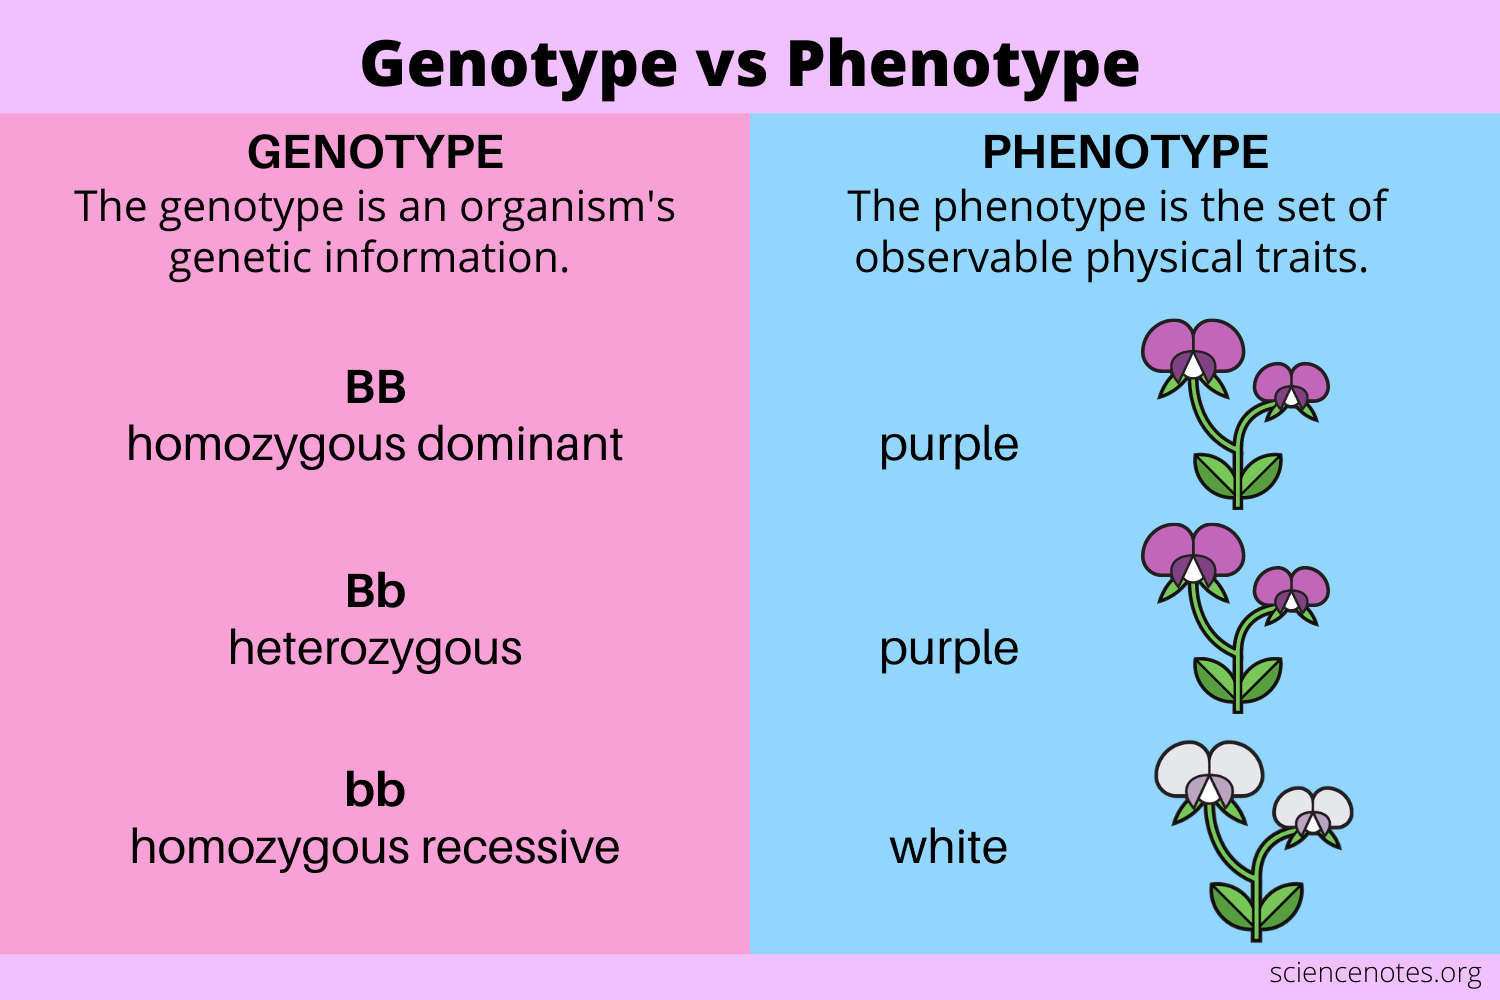 Genotype vs Phenotype
GENOTYPE
The genotype is an organism's
genetic information.
BB
homozygous dominant
Bb
heterozygous
bb
homozygous recessive
PHENOTYPE
The phenotype is the set of
observable physical traits.
purple
purple
white
sciencenotes.org